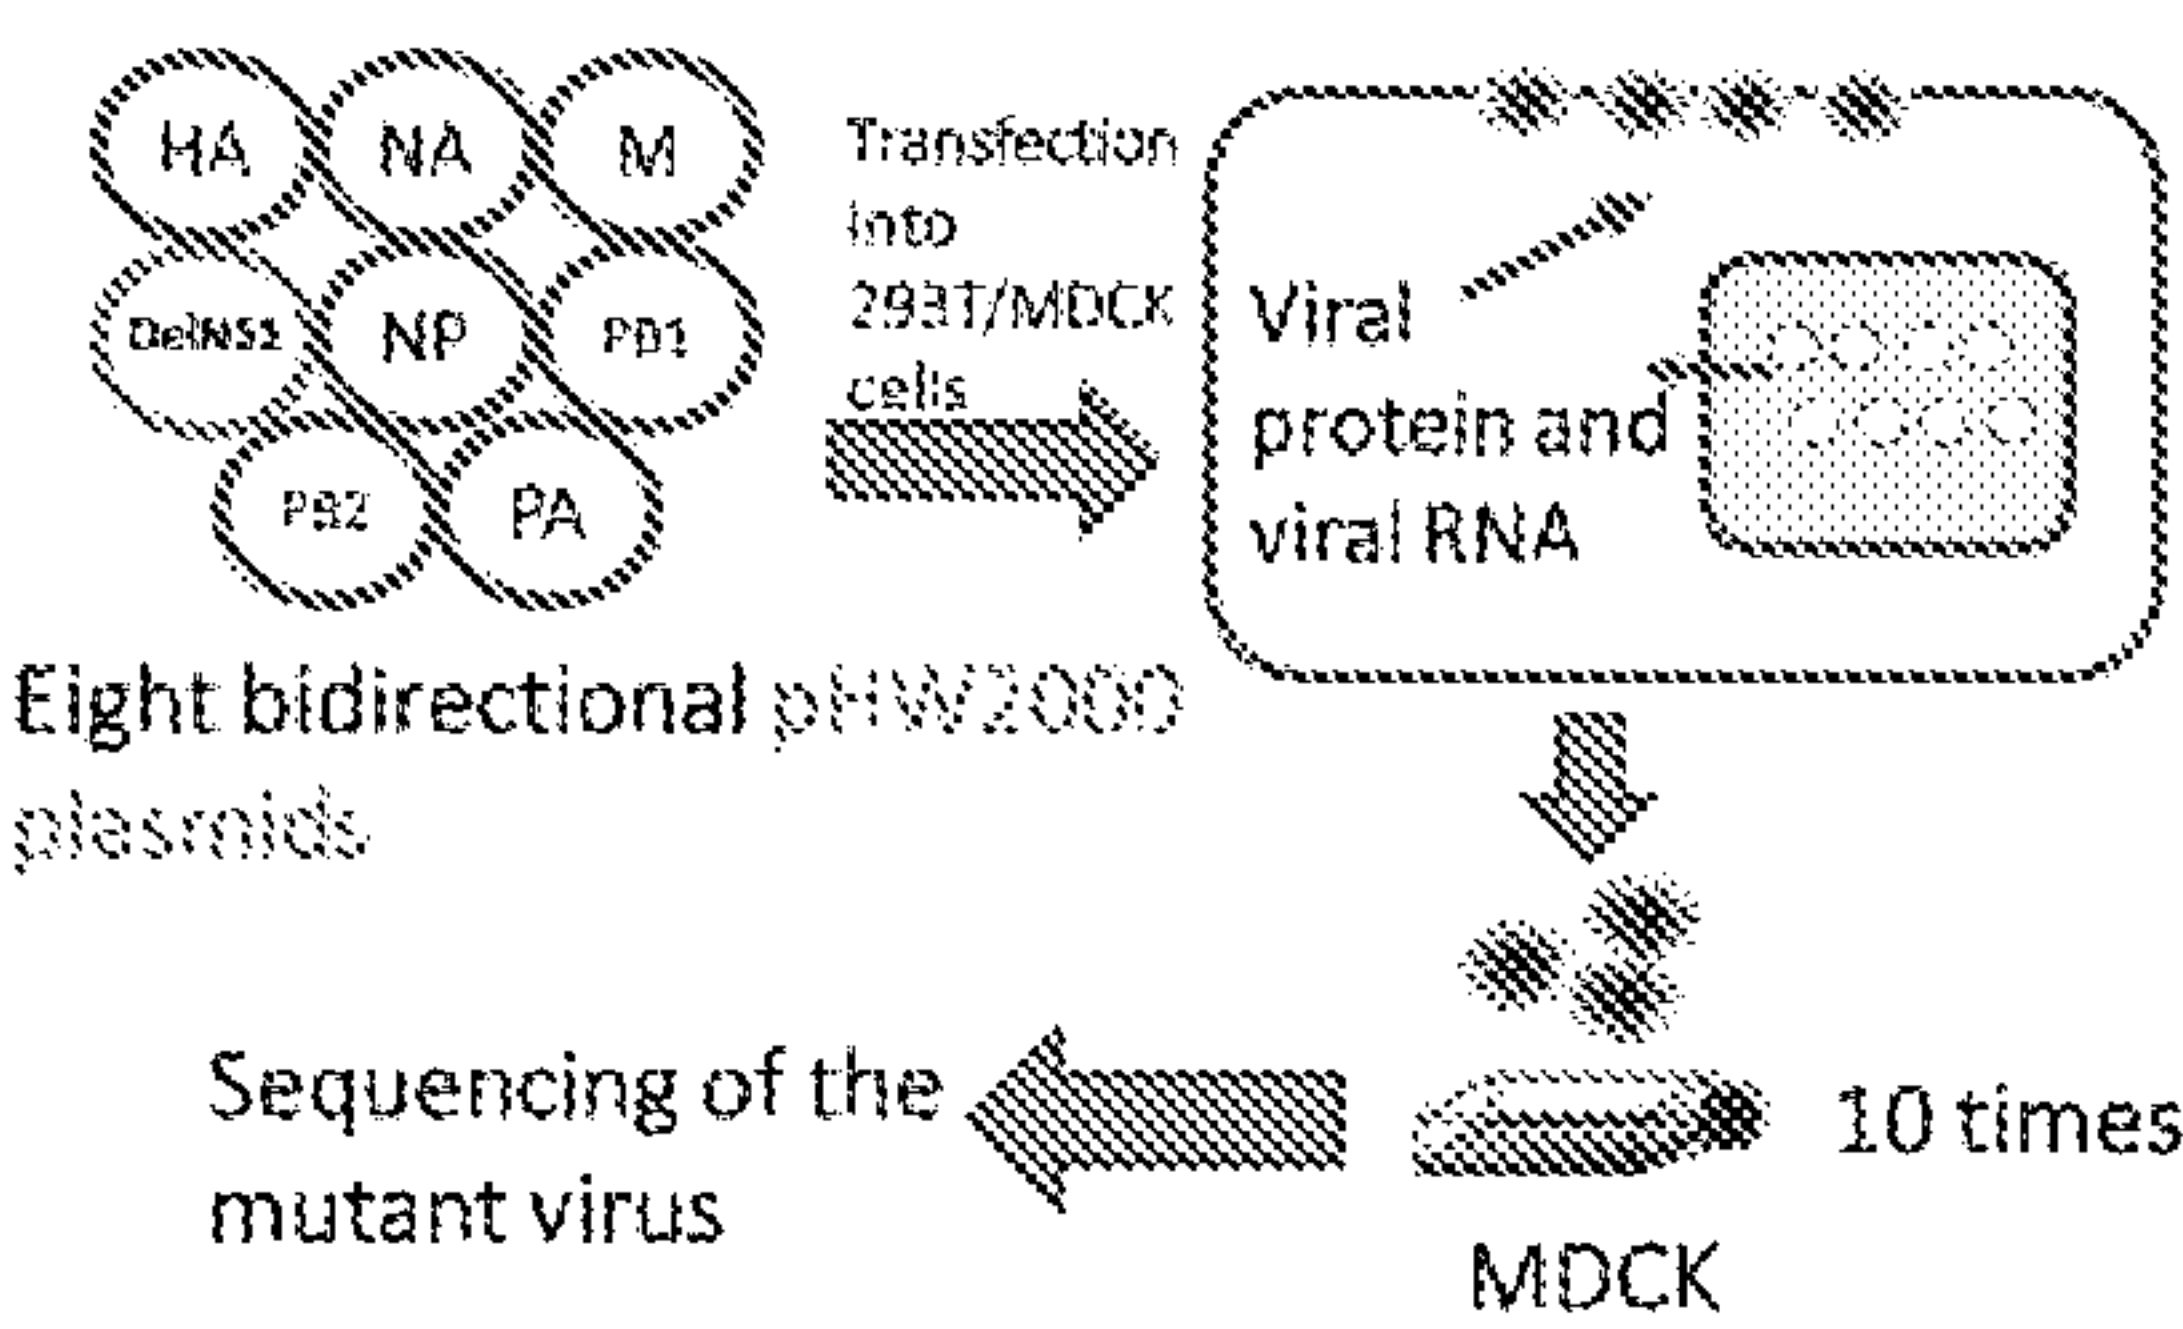 HA NA M
DelNS1 NP PB1
PB2 PA
Transfection
into
293T/MDCK
cells
Viral
protein and
viral RNA
Eight bidirectional pHW2000
plasmids
Sequencing of the
mutant virus
10 times
MDCK